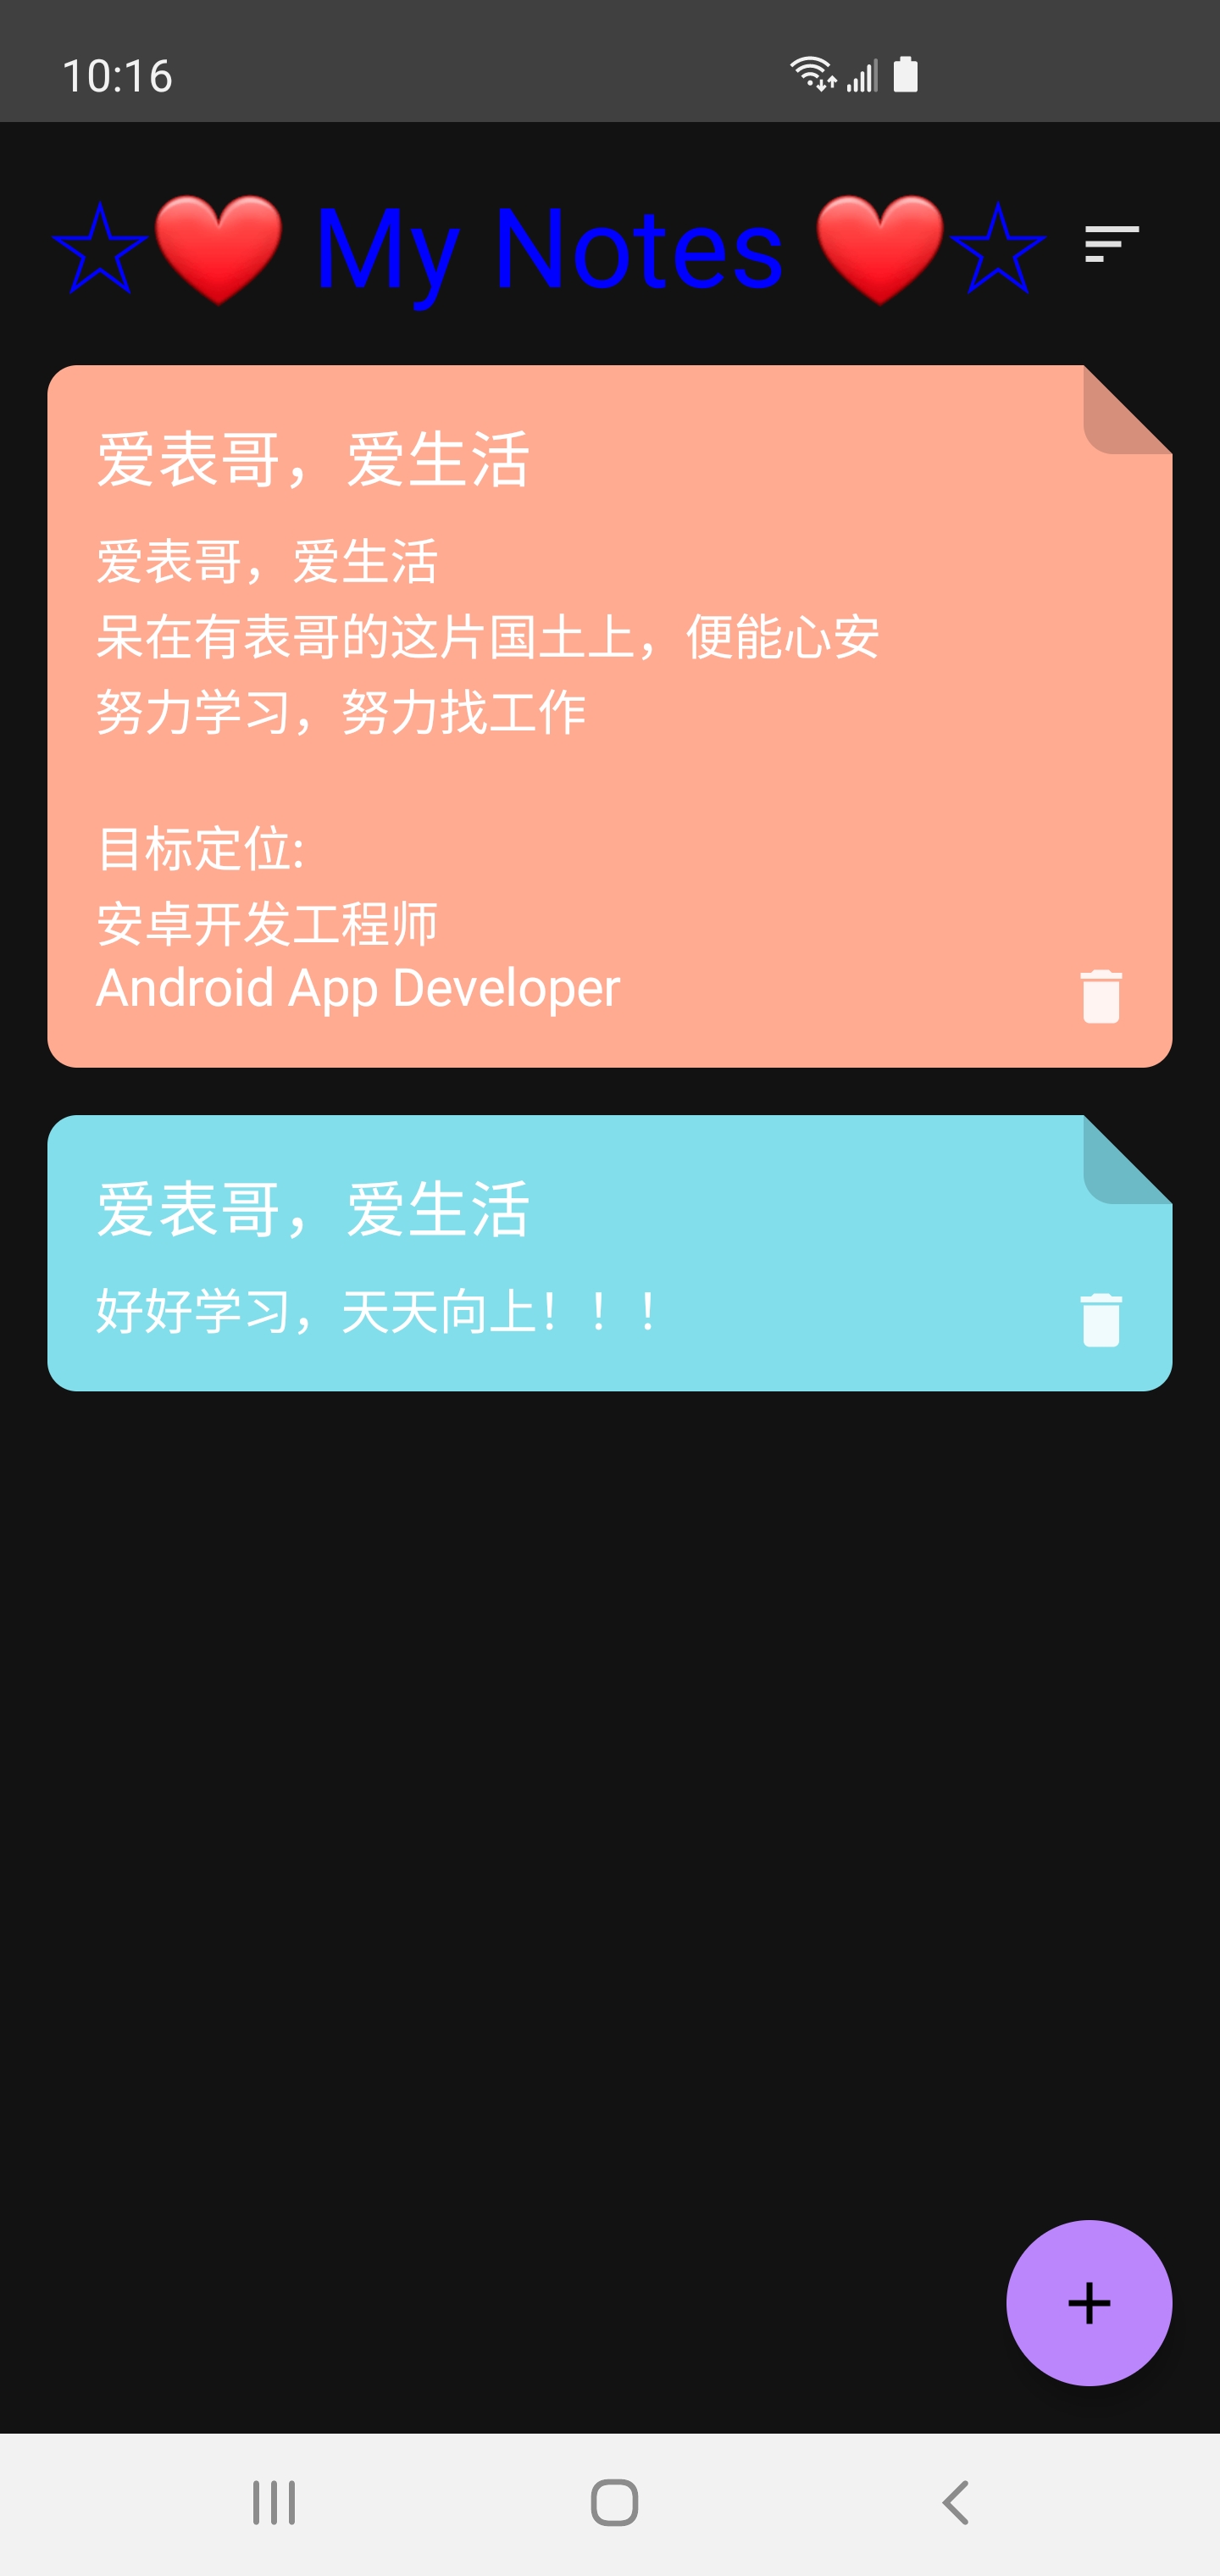 10:16
☆❤️ My Notes ❤️☆
爱表哥，爱生活
爱表哥，爱生活
呆在有表哥的这片国土上，便能心安
努力学习，努力找工作
目标定位:
安卓开发工程师
Android App Developer
爱表哥，爱生活
好好学习，天天向上！！！